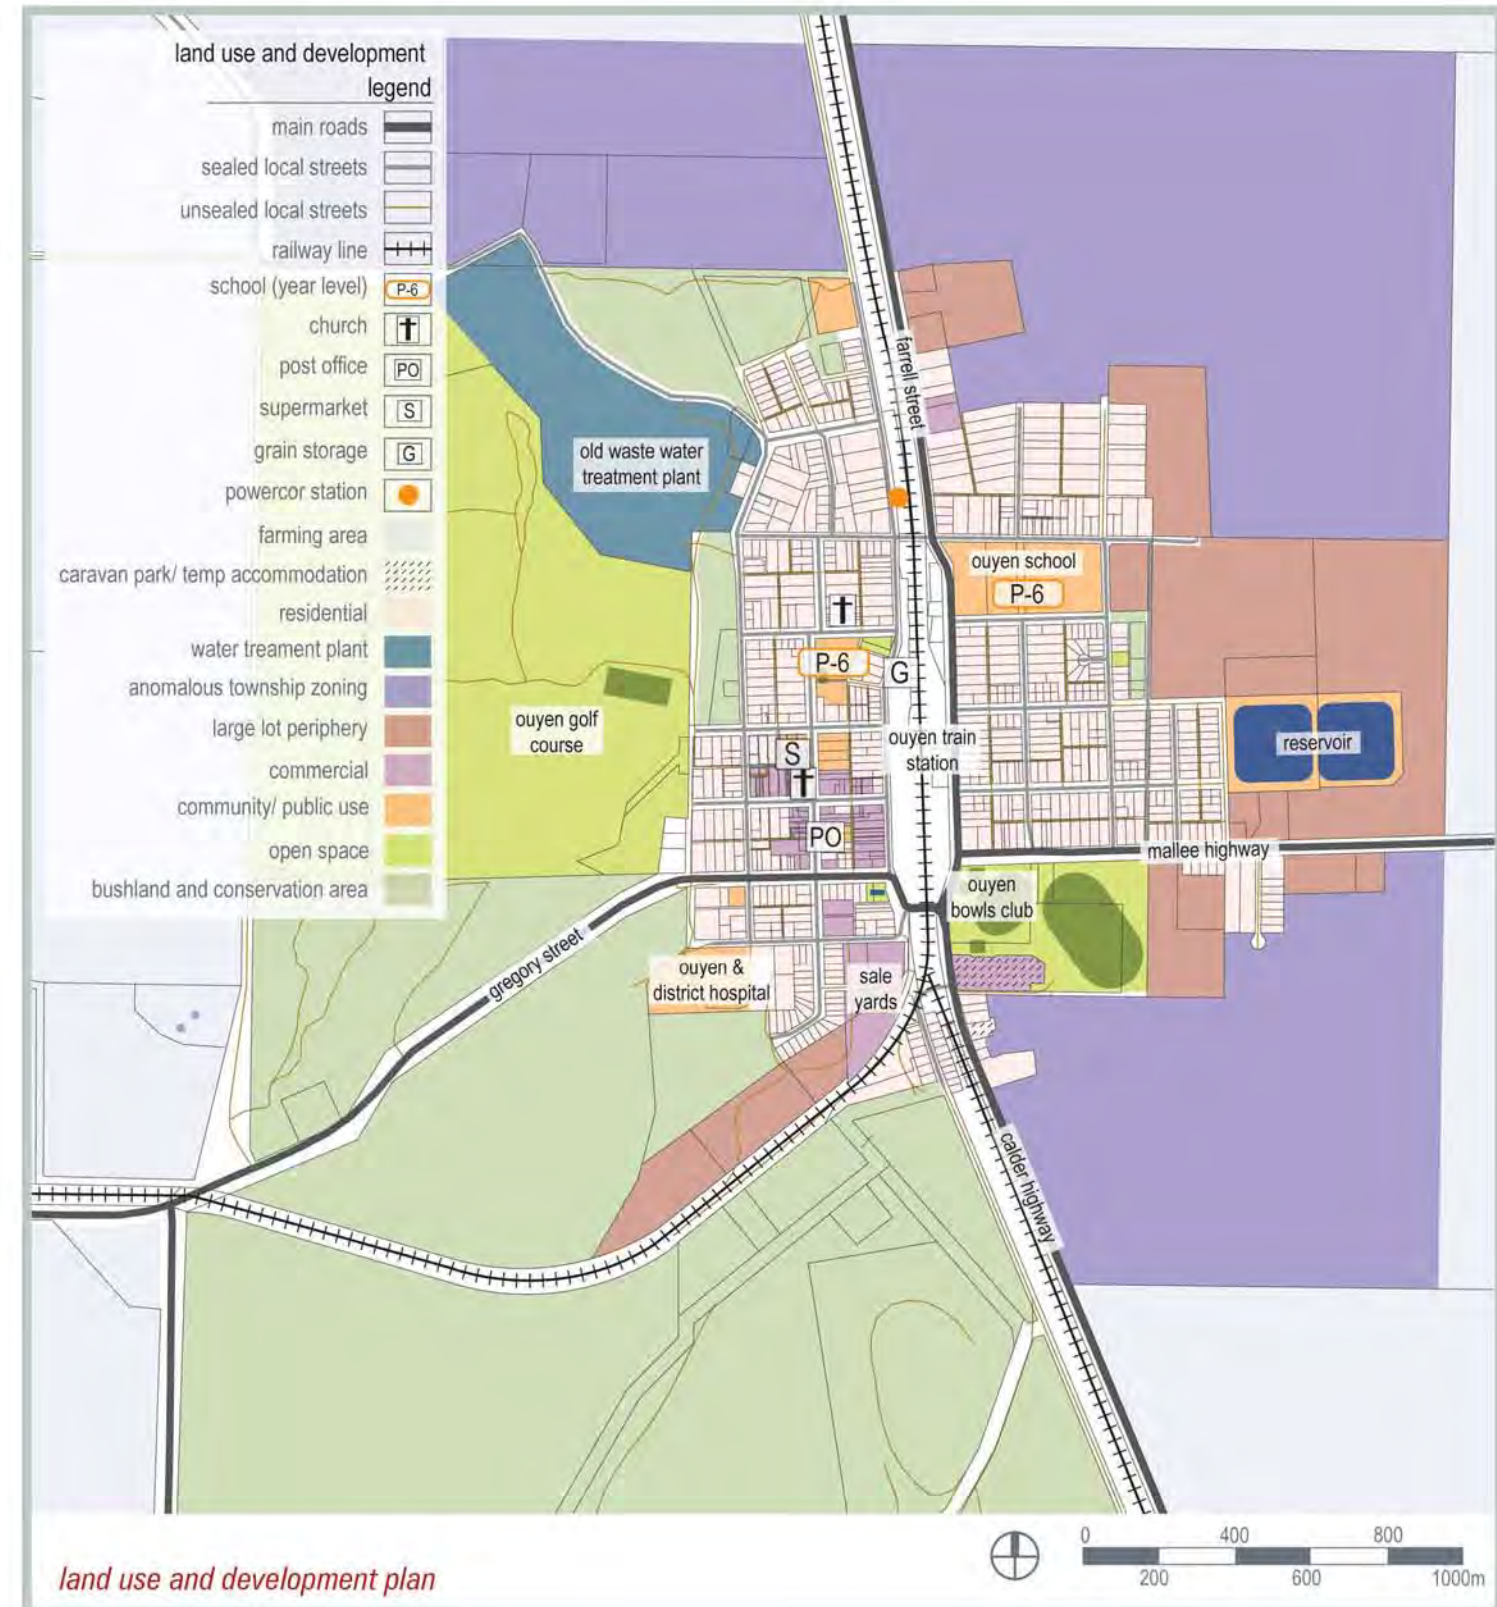 land use and development
legend
main roads
sealed local streets
unsealed local streets
railway line
school (year level)
P-6
church
post office
PO
supermarket
S
grain storage
G
powercor station
farming area
caravan park/ temp accommodation
residential
water treament plant
anomalous township zoning
large lot periphery
commercial
community/ public use
open space
bushland and conservation area
farrell street
old waste water
treatment plant
ouyen school
P-6
P-6
G
ouyen golf
course
S
ouyen train
station
reservoir
PO
mallee highway
ouyen
bowls club
gregory street
ouyen &
district hospital
sale
yards
calder highway
land use and development plan
0
400
800
200
600
1000m